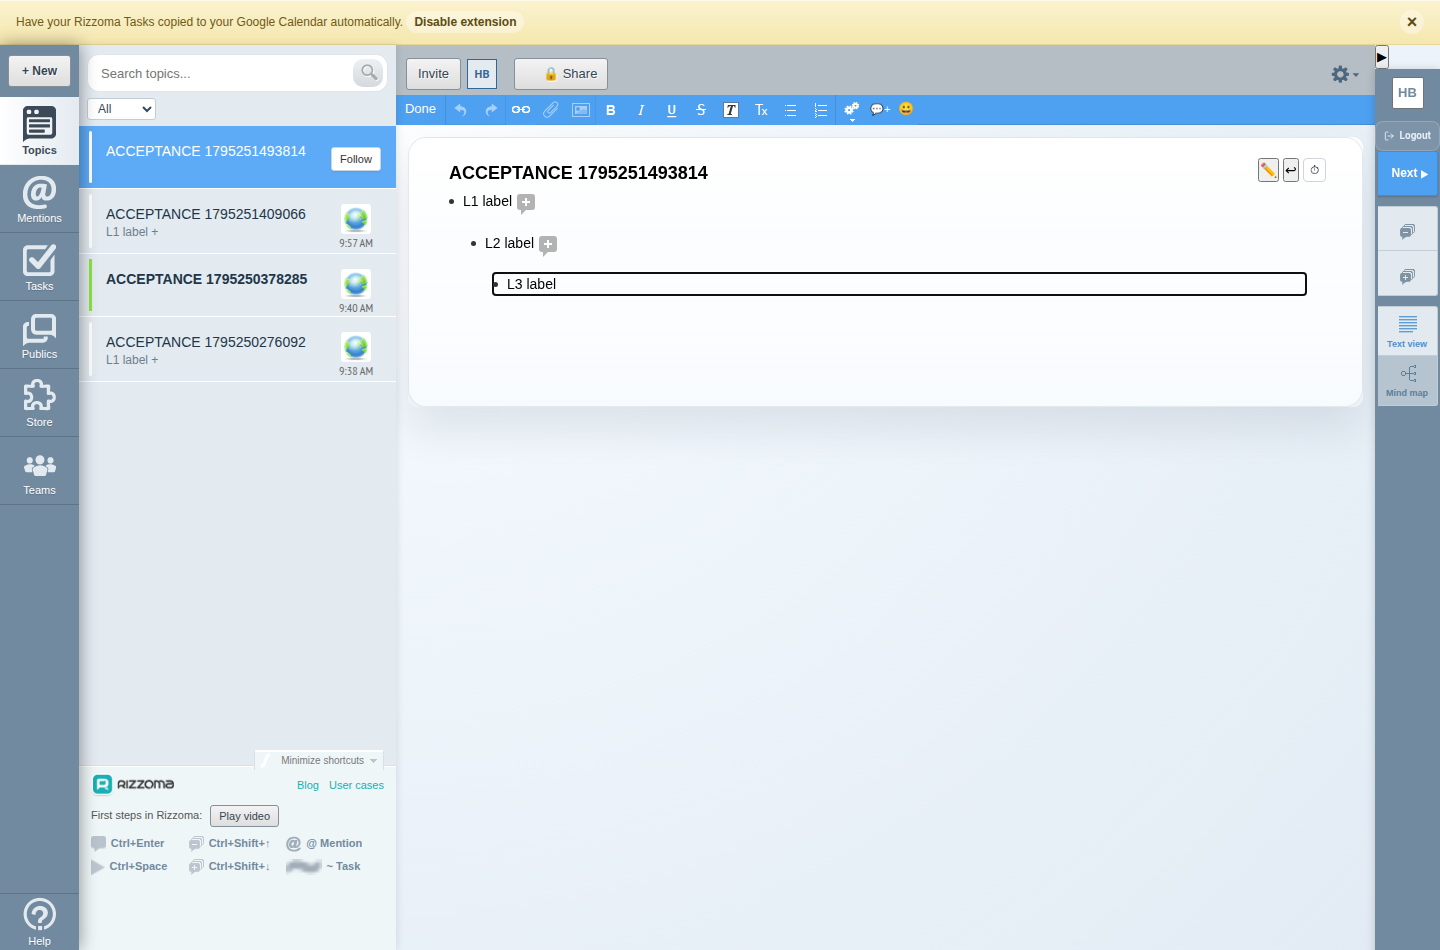 Have your Rizzoma Tasks copied to your Google Calendar automatically. Disable extension ✕
+ New
Topics
Mentions
Tasks
Publics
Store
Teams
Help
Search topics...
All
ACCEPTANCE 1795251493814
Follow
ACCEPTANCE 1795251409066
L1 label +
9:57 AM
ACCEPTANCE 1795250378285
9:40 AM
ACCEPTANCE 1795250276092
L1 label +
9:38 AM
Minimize shortcuts
RIZZOMA
Blog User cases
First steps in Rizzoma: Play video
Ctrl+Enter Ctrl+Shift+↑ @ @ Mention
Ctrl+Space Ctrl+Shift+↓ ~ Task
Invite HB 🔒 Share
Done B I U S T Tx 💬+ 😀
ACCEPTANCE 1795251493814
✏️ ↩ ⏱
• L1 label +
• L2 label +
• L3 label
▶
HB
Logout
Next ▶
Text view
Mind map